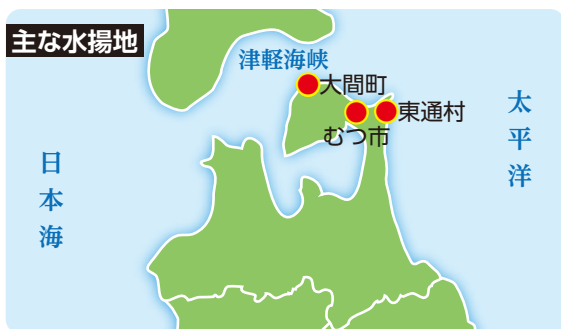 主な水揚地
津軽海峡
大間町
東通村
むつ市
太平洋
日本海